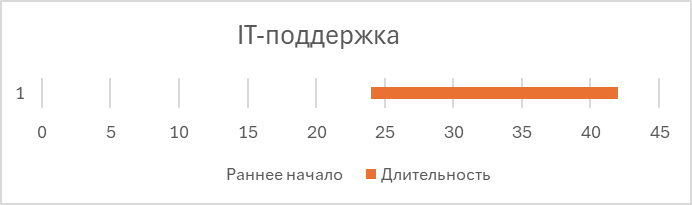 IT-поддержка
1
0 5 10 15 20 25 30 35 40 45
Раннее начало Длительность